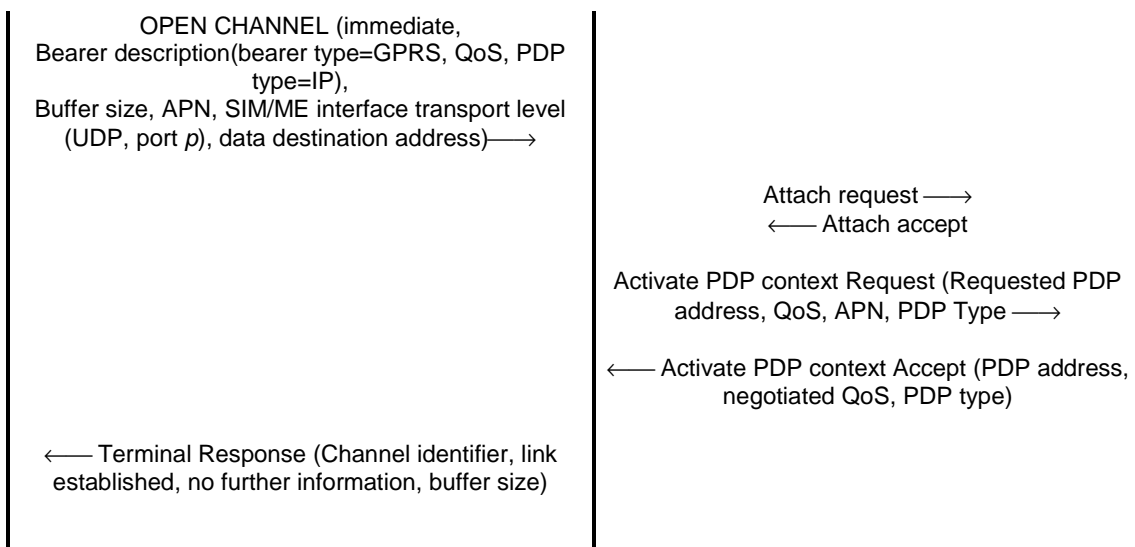 OPEN CHANNEL (immediate,
Bearer description(bearer type=GPRS, QoS, PDP
type=IP),
Buffer size, APN, SIM/ME interface transport level
(UDP, port p), data destination address)⟶
Attach request ⟶
⟵ Attach accept
Activate PDP context Request (Requested PDP
address, QoS, APN, PDP Type ⟶
⟵ Activate PDP context Accept (PDP address,
negotiated QoS, PDP type)
⟵ Terminal Response (Channel identifier, link
established, no further information, buffer size)